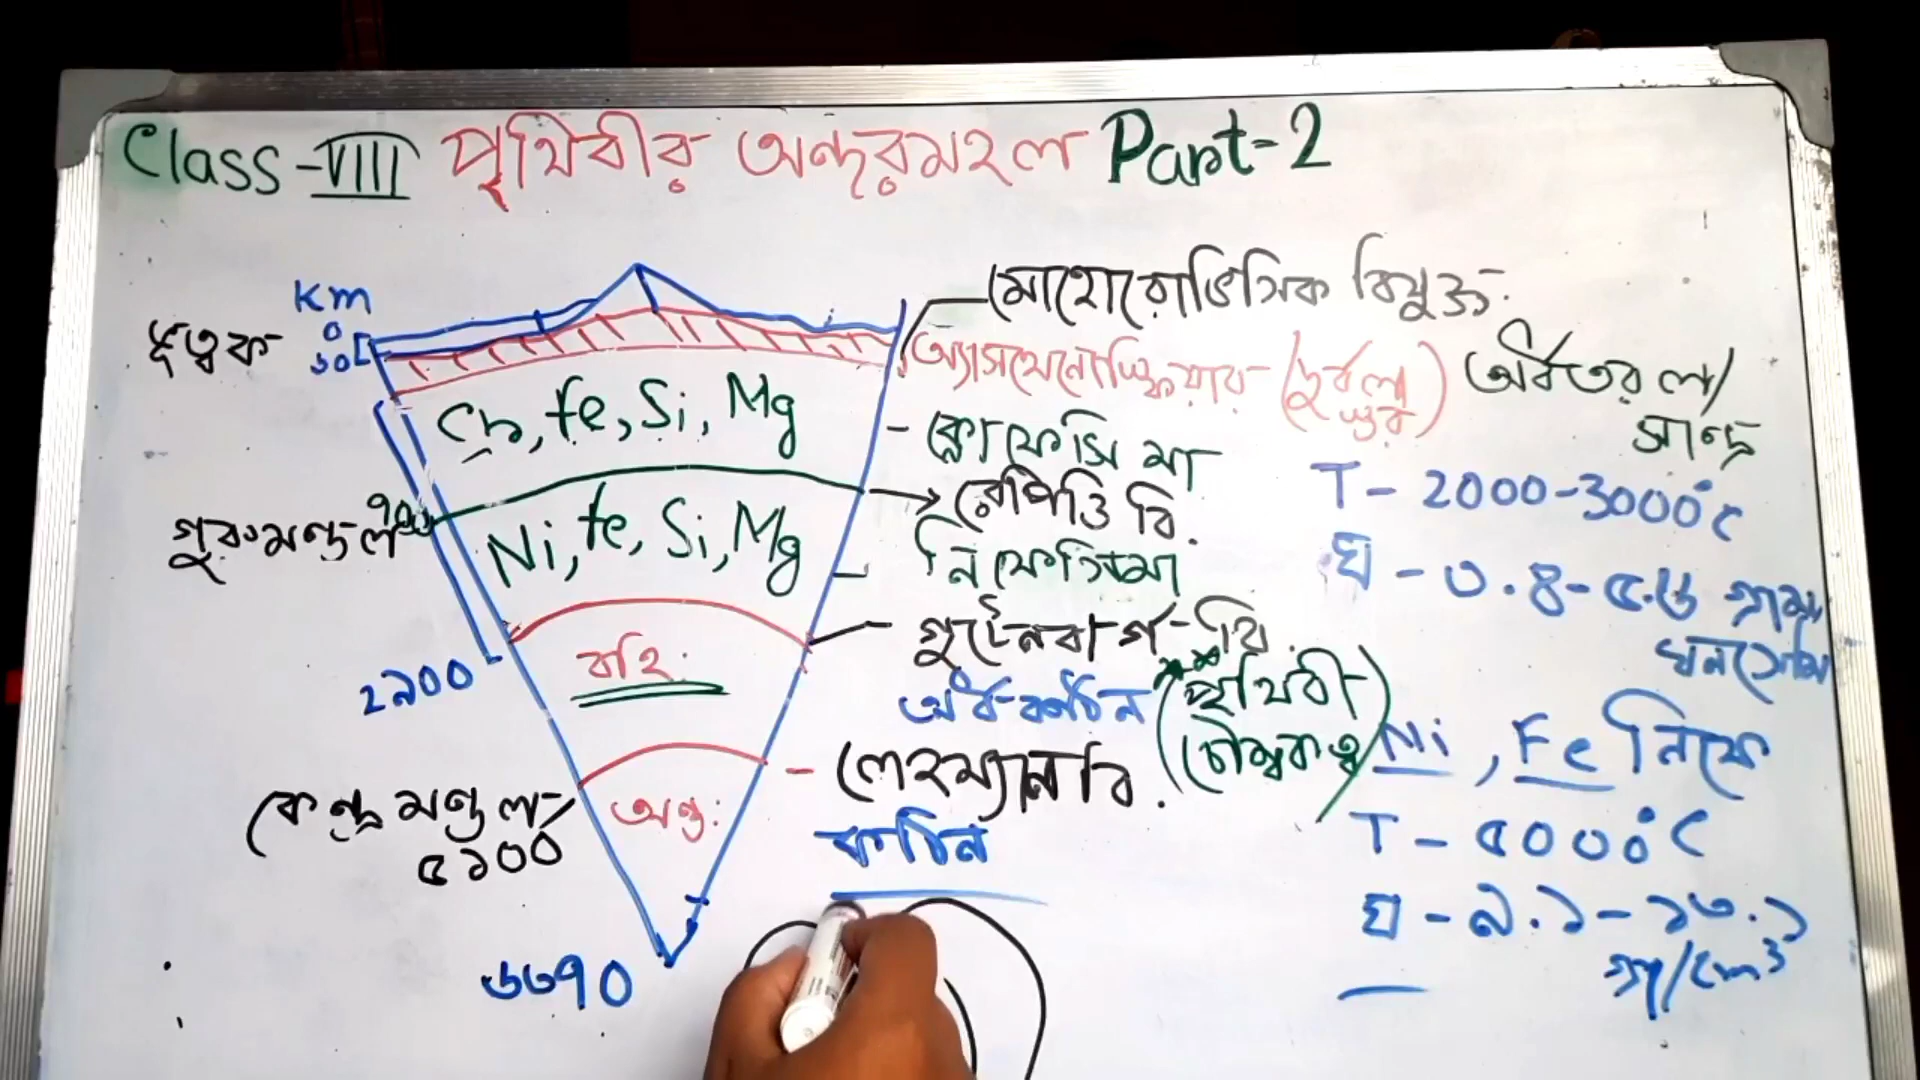 Class-VIII পৃথিবীর অন্দরমহল Part-2
Km
০
৩০
ভূত্বক
মোহোরোভিসিক বিযুক্ত.
অ্যাসথেনোস্ফিয়ার (দুর্বল স্তর)
অর্ধতরল/
সান্দ্র
Cr, Fe, Si, Mg
- ক্রোফেসিমা
T- 2000-3000°C
৭০০
→ রেপিত্তি বি.
গুরুমণ্ডল
Ni, Fe, Si, Mg
নিফেসিমা
ঘ - ৩.৪-৫.৬ গ্রাম/
ঘনসেমি
২৯০০
গুটেনবার্গ-বি.
বহি:
অর্ধ-কঠিন
(পৃথিবী
চৌম্বকত্ব)
Ni, Fe নিফে
- লেহম্যান বি.
কেন্দ্রমণ্ডল-
৫১০০
অন্ত:
কঠিন
T - ৫০০০°C
ঘ - ৯.১-১৩.১
গ্রা/cm³
৬৩৭০